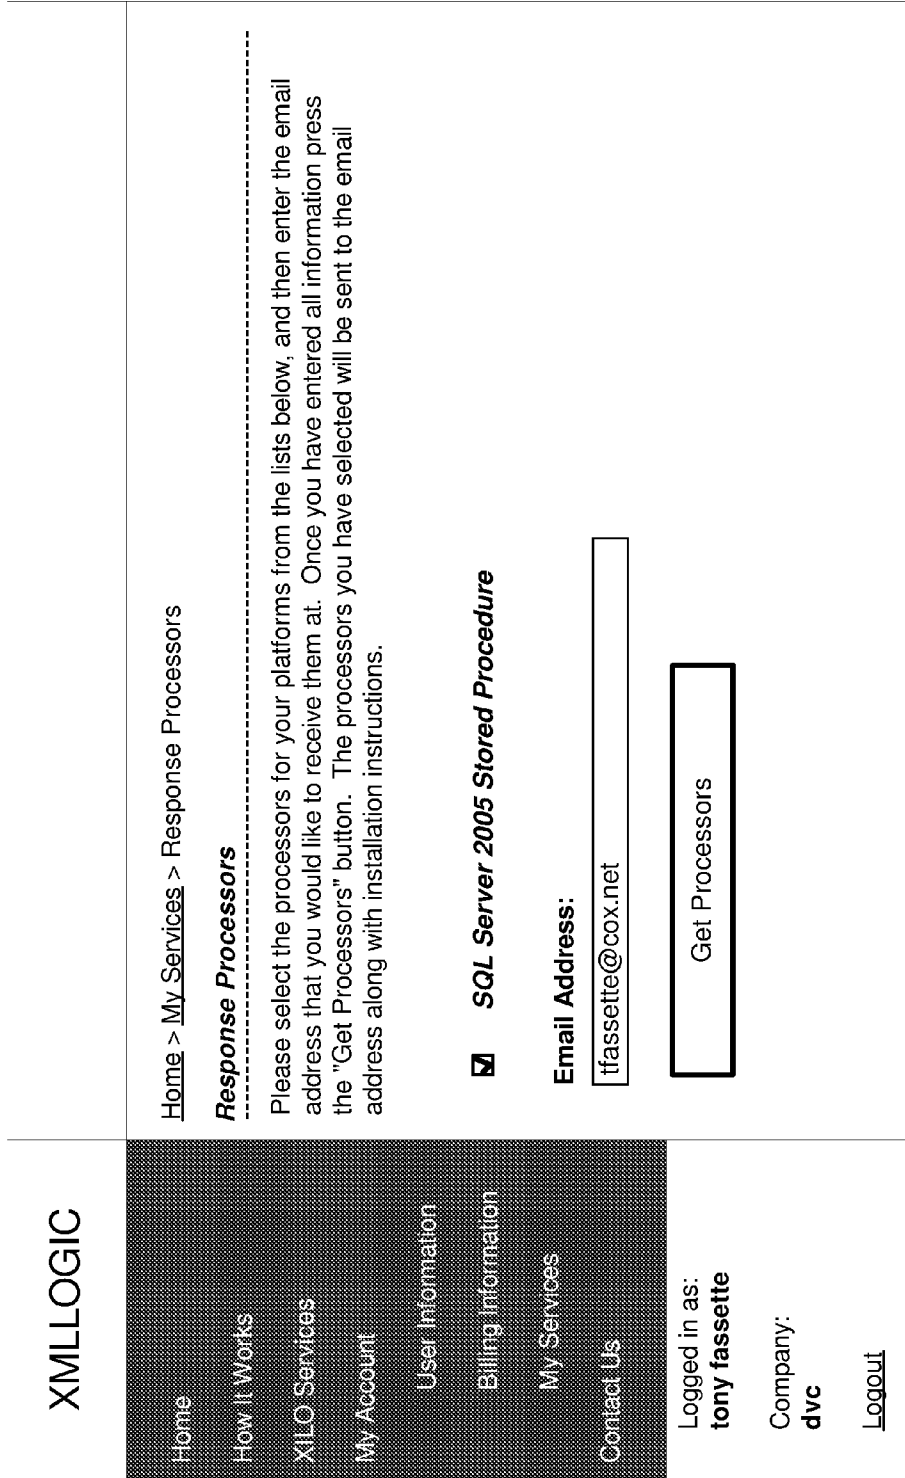 XMLLOGIC
Home
How It Works
XILO Services
My Account
User Information
Billing Information
My Services
Contact Us
Logged in as:
tony fassette
Company:
dvc
Logout
Home > My Services > Response Processors
Response Processors
Please select the processors for your platforms from the lists below, and then enter the email
address that you would like to receive them at. Once you have entered all information press
the "Get Processors" button. The processors you have selected will be sent to the email
address along with installation instructions.
SQL Server 2005 Stored Procedure
Email Address:
tfassette@cox.net
Get Processors